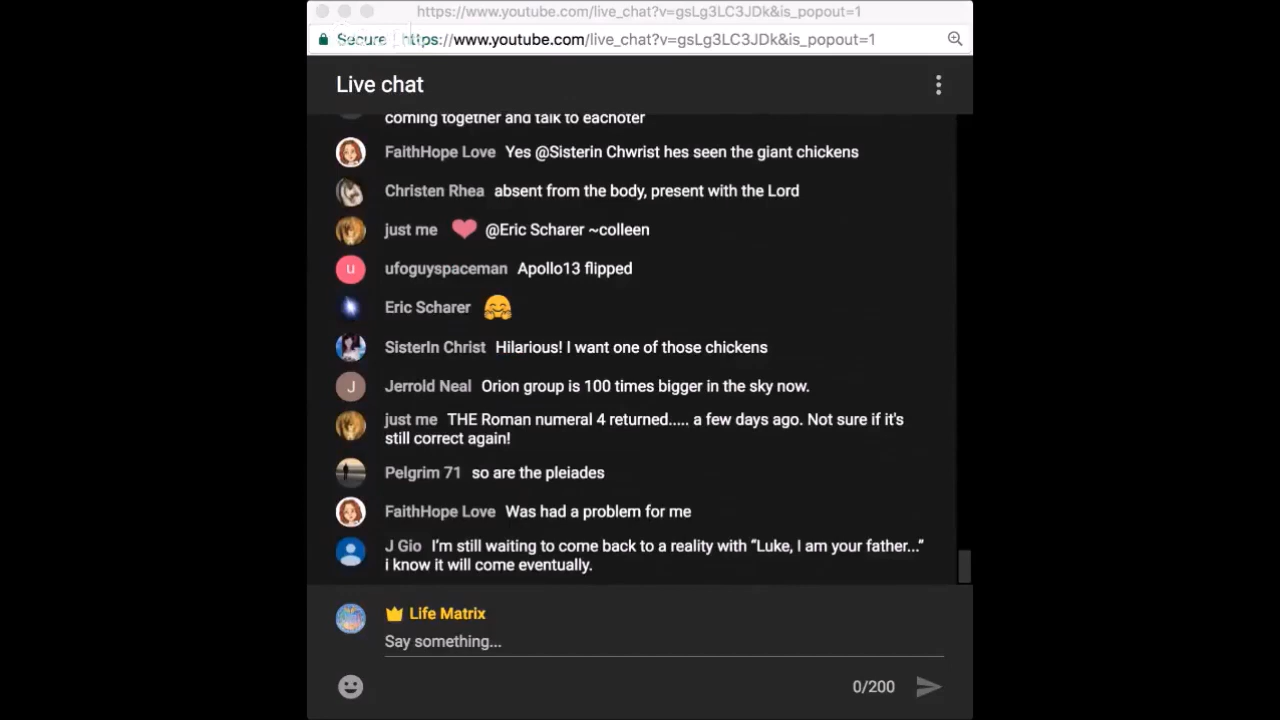 https://www.youtube.com/live_chat?v=gsLg3LC3JDk&is_popout=1
Secure https://www.youtube.com/live_chat?v=gsLg3LC3JDk&is_popout=1
Live chat
coming together and talk to eachoter
FaithHope Love Yes @Sisterin Chwrist hes seen the giant chickens
Christen Rhea absent from the body, present with the Lord
just me @Eric Scharer ~colleen
u ufoguyspaceman Apollo13 flipped
Eric Scharer
SisterIn Christ Hilarious! I want one of those chickens
J Jerrold Neal Orion group is 100 times bigger in the sky now.
just me THE Roman numeral 4 returned..... a few days ago. Not sure if it's
still correct again!
Pelgrim 71 so are the pleiades
FaithHope Love Was had a problem for me
J Gio I’m still waiting to come back to a reality with “Luke, I am your father...”
i know it will come eventually.
Life Matrix
Say something...
0/200